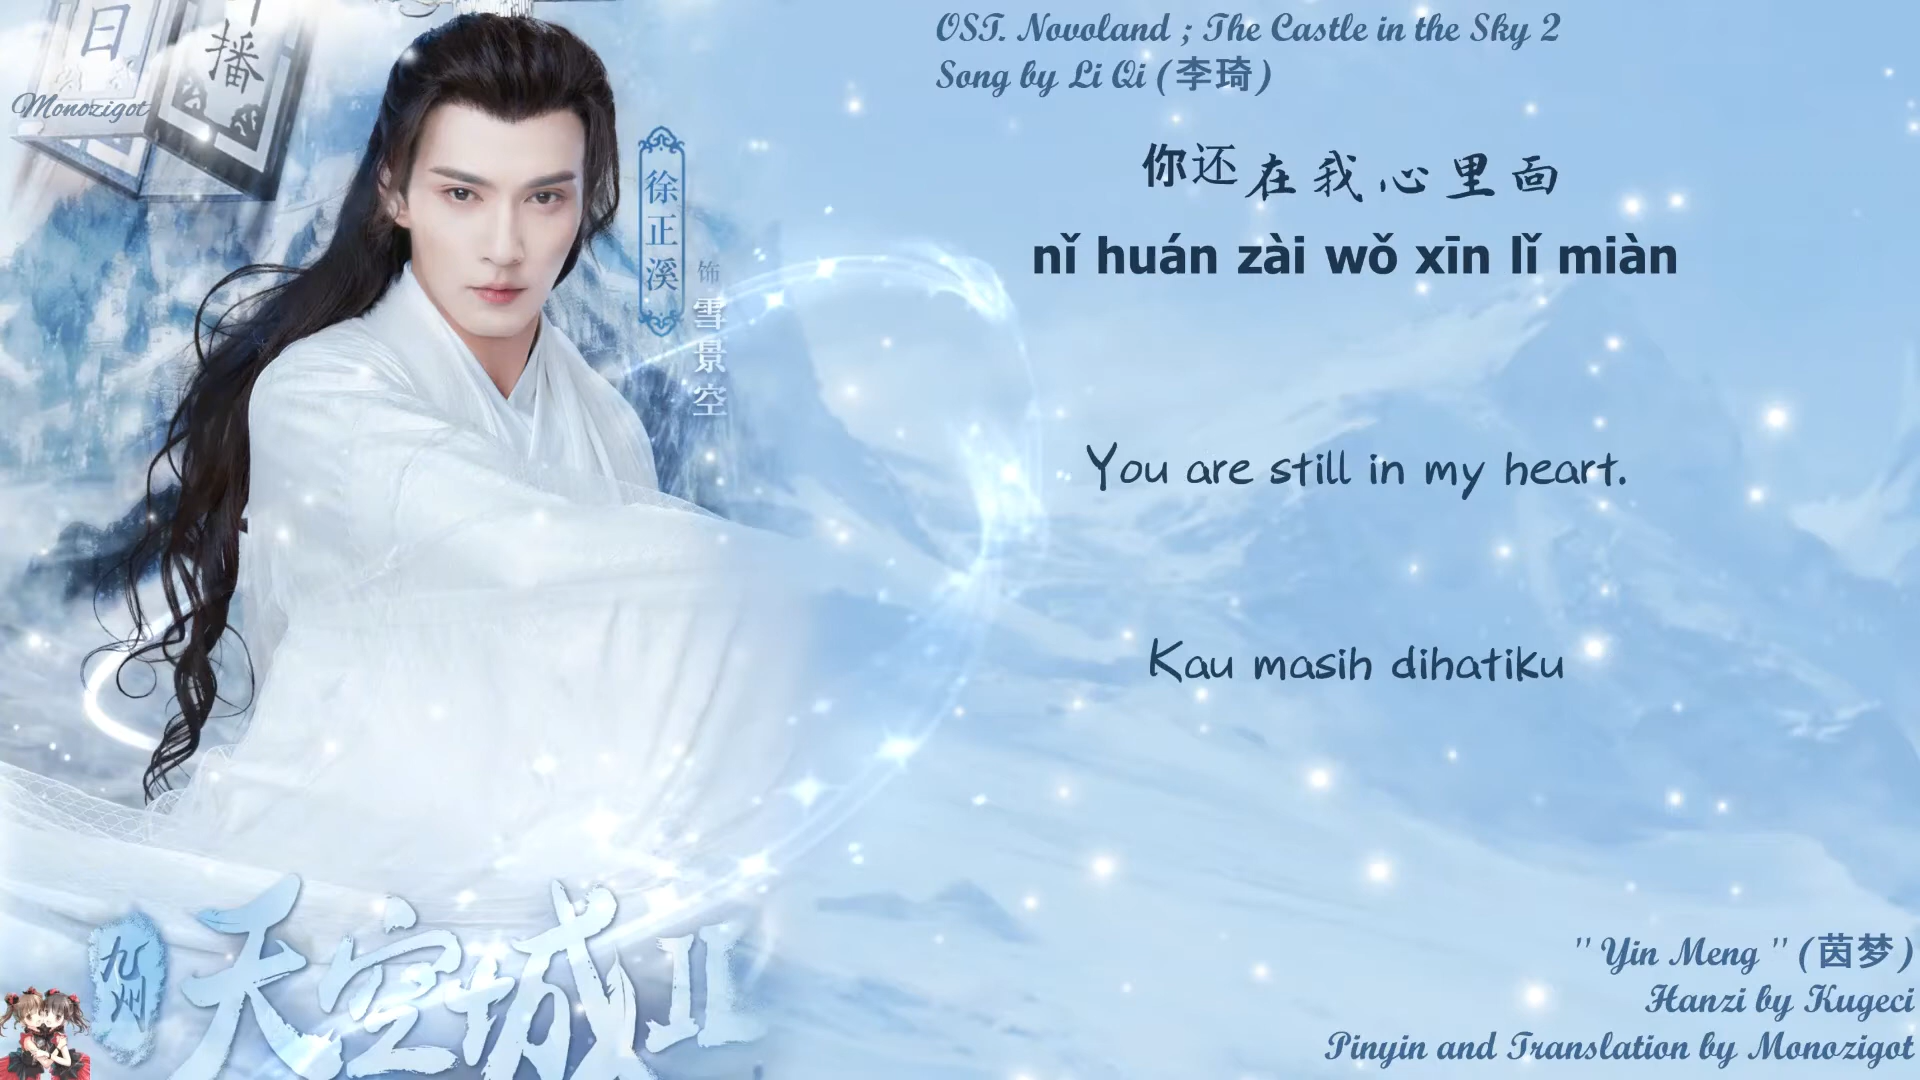 日
播
Monozigot
OST. Novoland ; The Castle in the Sky 2
Song by Li Qi (李琦)
你还在我心里面
nǐ huán zài wǒ xīn lǐ miàn
徐正溪
饰
雪景空
You are still in my heart.
Kau masih dihatiku
九州
天空城II
" Yin Meng " (茵梦)
Hanzi by Kugeci
Pinyin and Translation by Monozigot